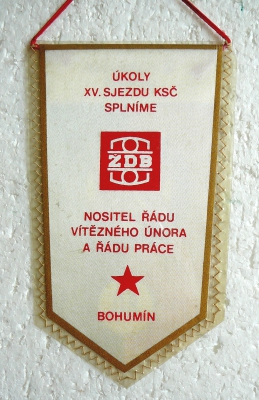 ÚKOLY
XV. SJEZDU KSČ
SPLNÍME
ŽDB
NOSITEL ŘÁDU
VÍTĚZNÉHO ÚNORA
A ŘÁDU PRÁCE
BOHUMÍN